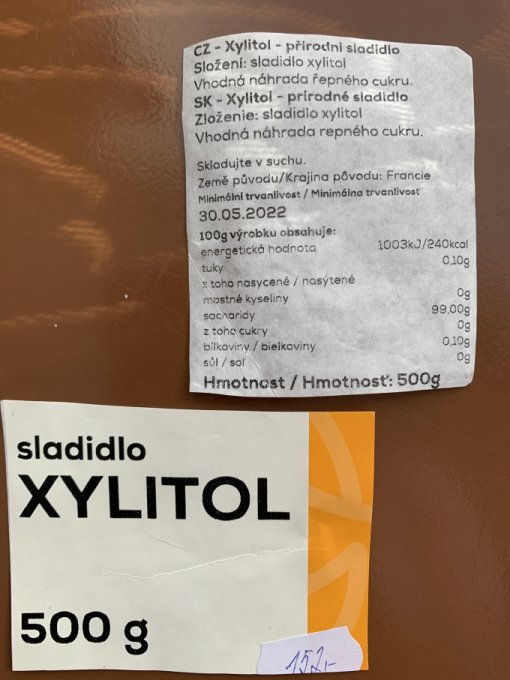 CZ - Xylitol - přírodní sladidlo
Složení: sladidlo xylitol
Vhodná náhrada řepného cukru.
SK - Xylitol - prírodné sladidlo
Zloženie: sladidlo xylitol
Vhodná náhrada repného cukru.
Skladujte v suchu.
Země původu/Krajina pôvodu: Francie
Minimální trvanlivost / Minimálna trvanlivosť
30.05.2022
100g výrobku obsahuje:
energetická hodnota 1003kJ/240kcal
tuky 0,10g
z toho nasycené / nasýtené
mastné kyseliny 0g
sacharidy 99,00g
z toho cukry 0g
bílkoviny / bielkoviny 0,10g
sůl / soľ 0g
Hmotnost / Hmotnosť: 500g
sladidlo
XYLITOL
500 g
152,-